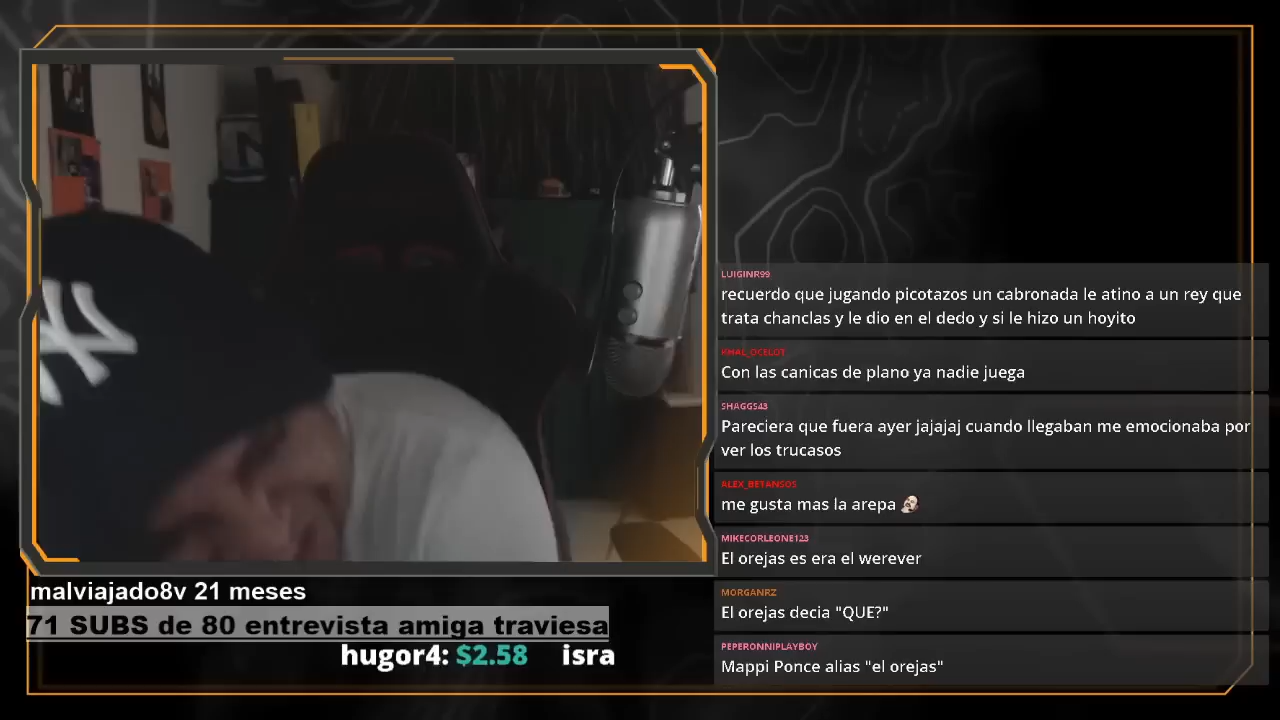 NY
LUIGINR99
recuerdo que jugando picotazos un cabronada le atino a un rey que
trata chanclas y le dio en el dedo y si le hizo un hoyito
KHAL_OCELOT
Con las canicas de plano ya nadie juega
SHAGGS43
Pareciera que fuera ayer jajajaj cuando llegaban me emocionaba por
ver los trucasos
ALEX_BETANSOS
me gusta mas la arepa
MIKECORLEONE123
El orejas es era el werever
MORGANRZ
El orejas decia "QUE?"
PEPERONNIPLAYBOY
Mappi Ponce alias "el orejas"
malviajado8v 21 meses
71 SUBS de 80 entrevista amiga traviesa
hugor4: $2.58 isra